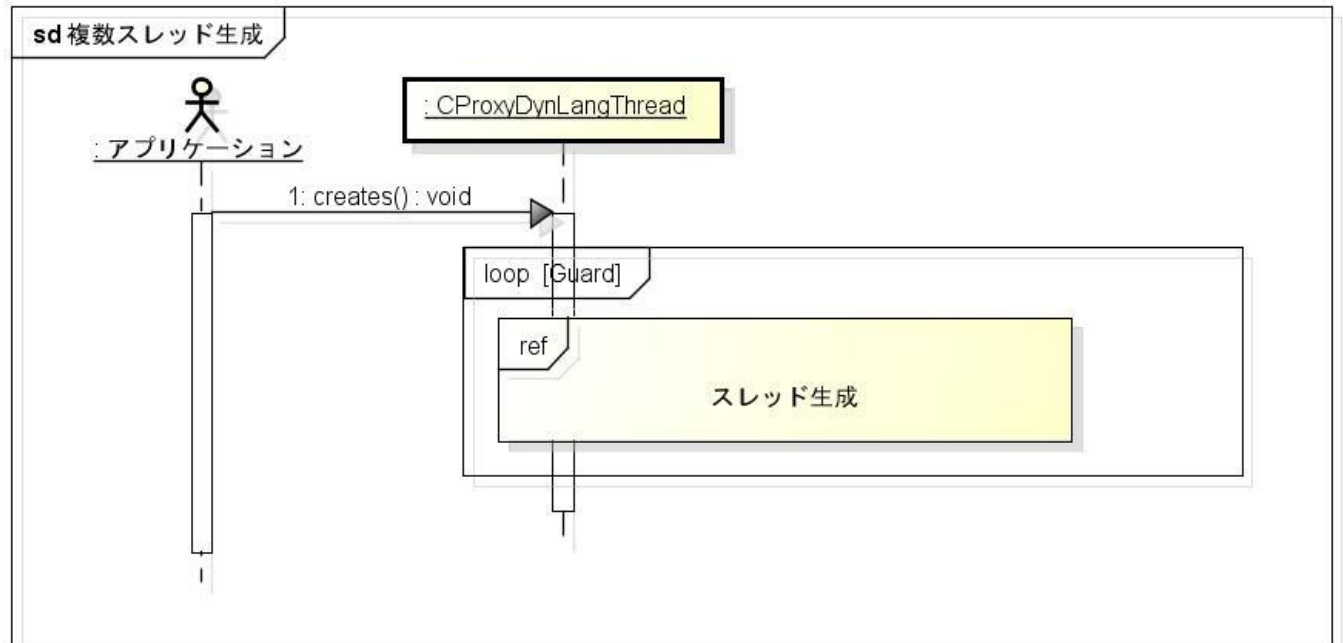 sd 複数スレッド生成
: アプリケーション
: CProxyDynLangThread
1: creates() : void
loop [Guard]
ref
スレッド生成